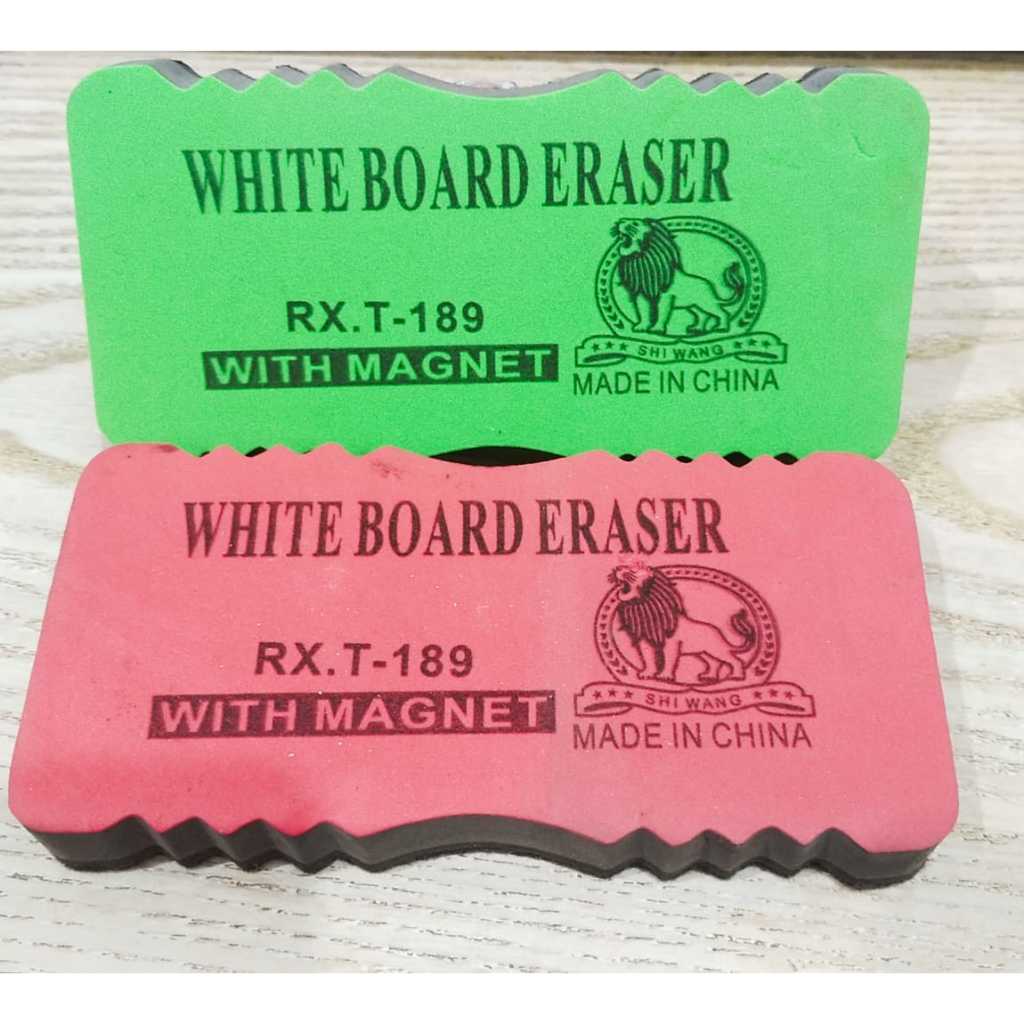 WHITE BOARD ERASER
RX.T-189
WITH MAGNET
SHI WANG
MADE IN CHINA
WHITE BOARD ERASER
RX.T-189
WITH MAGNET
SHI WANG
MADE IN CHINA